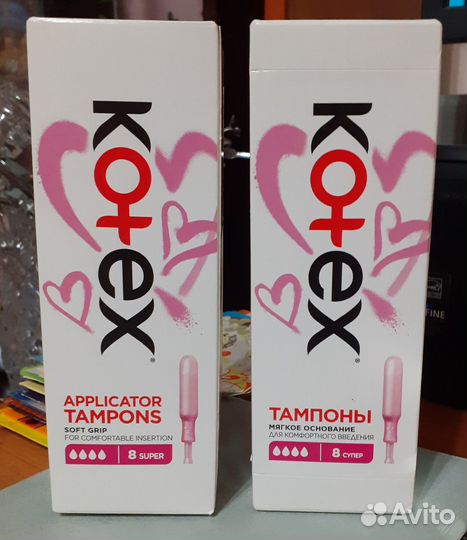 Kotex
®
APPLICATOR
TAMPONS
SOFT GRIP
FOR COMFORTABLE INSERTION
8 SUPER
Kotex
®
ТАМПОНЫ
МЯГКОЕ ОСНОВАНИЕ
ДЛЯ КОМФОРТНОГО ВВЕДЕНИЯ
8 СУПЕР
FINE
Avito